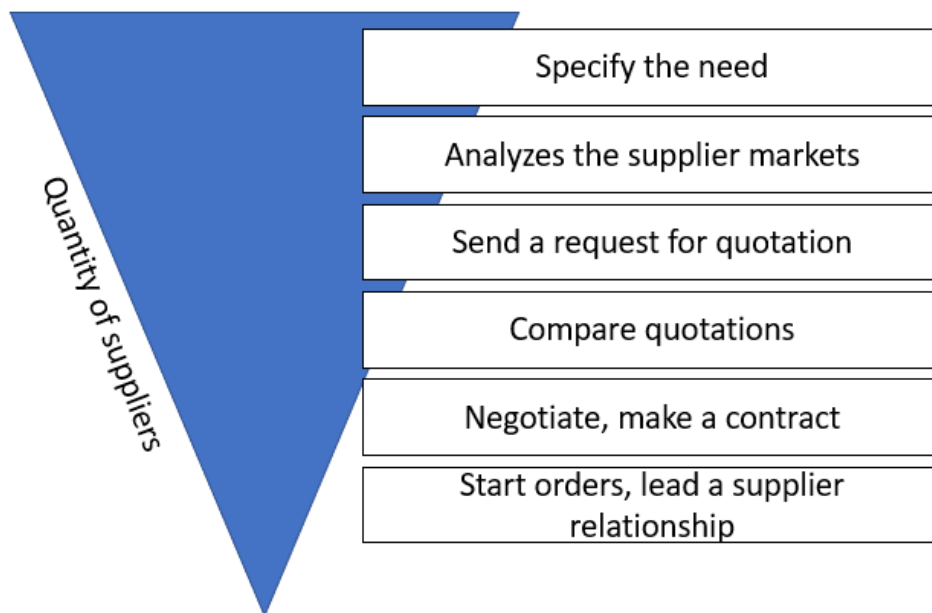 Specify the need
Analyzes the supplier markets
Send a request for quotation
Compare quotations
Negotiate, make a contract
Start orders, lead a supplier
relationship
Quantity of suppliers